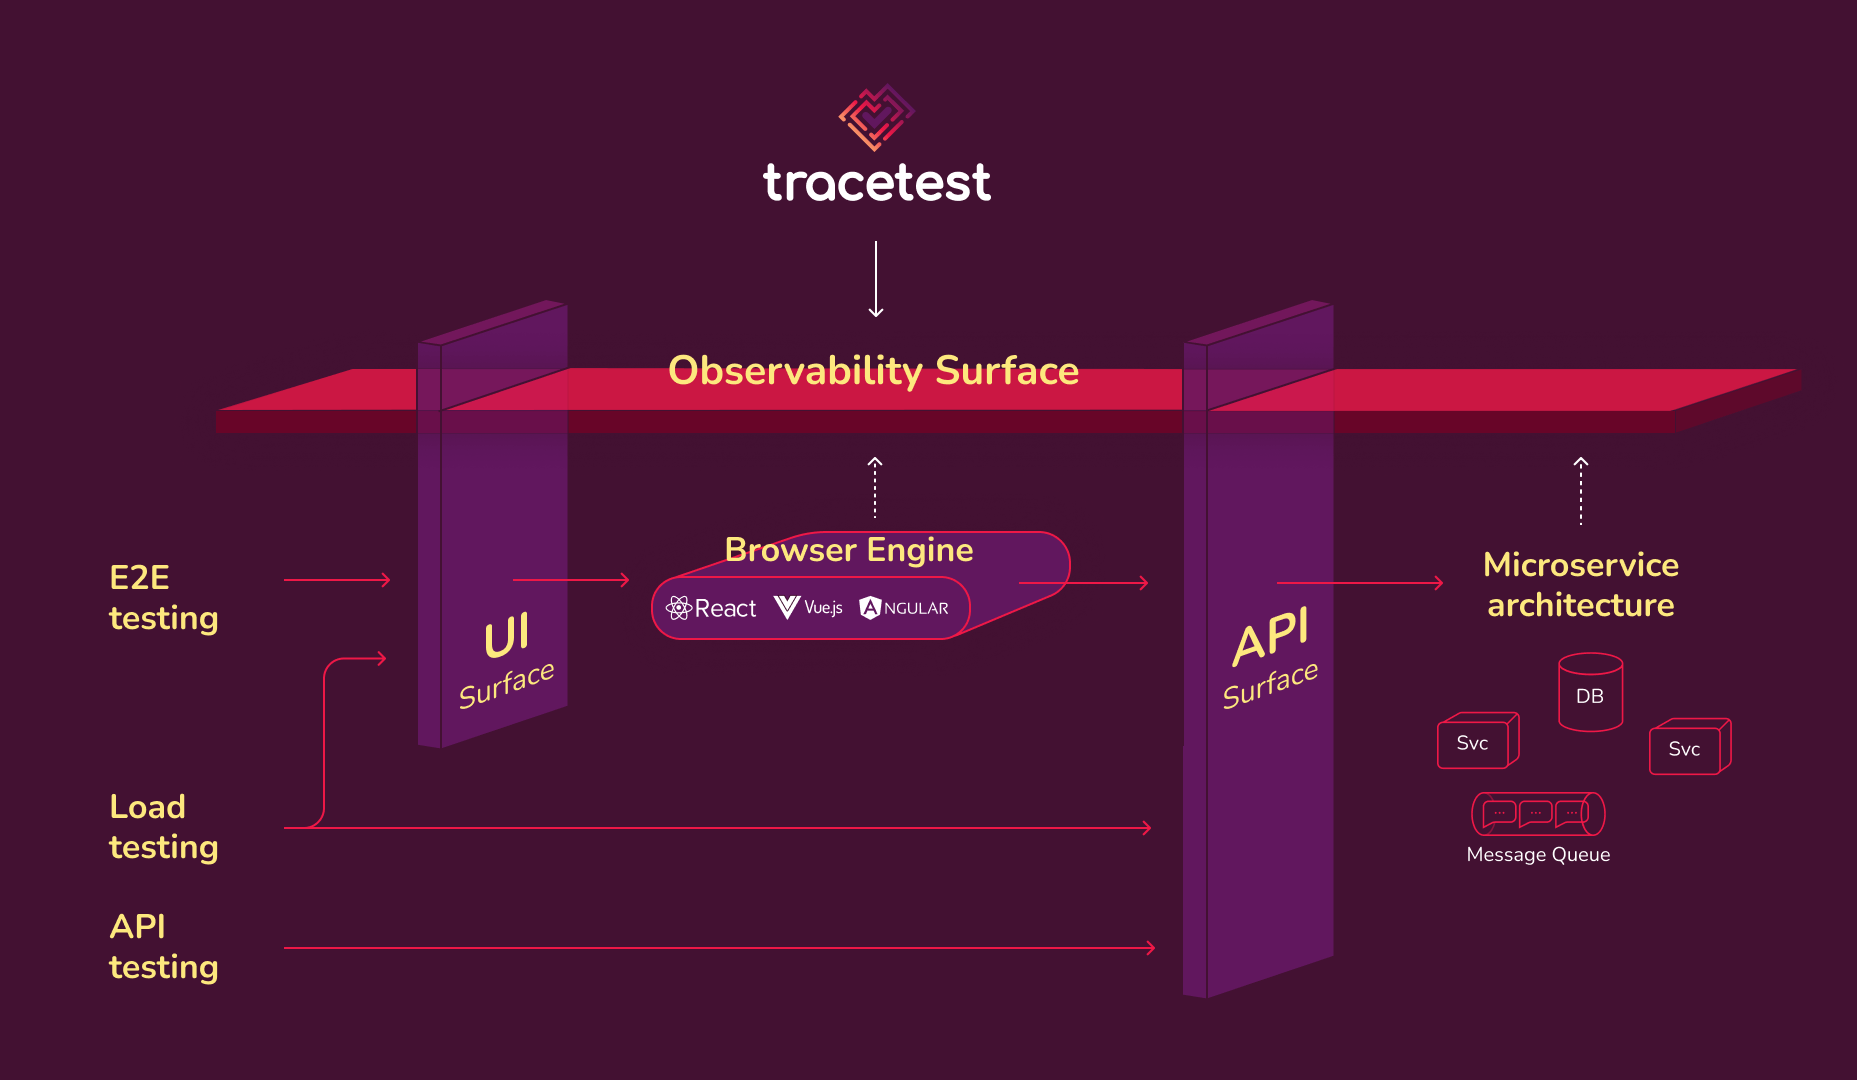 tracetest
Observability Surface
E2E
testing
UI
Surface
Browser Engine
React
Vue.js
ANGULAR
API
Surface
Microservice
architecture
DB
Svc
Svc
Message Queue
Load
testing
API
testing